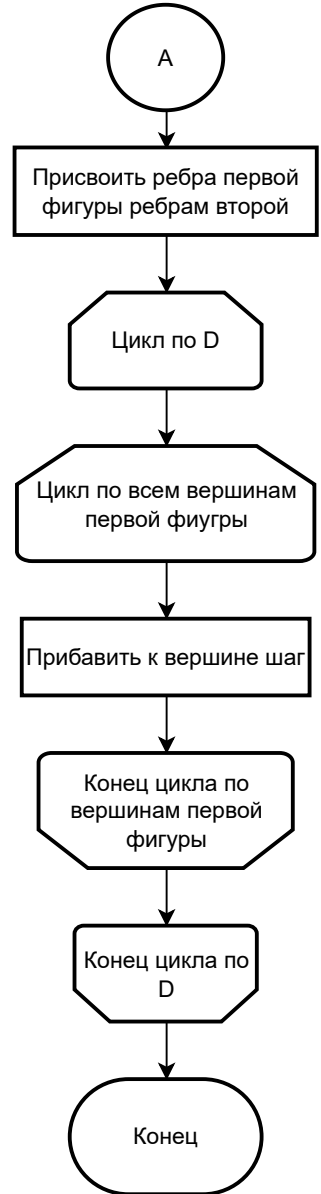 А
Присвоить ребра первой
фигуры ребрам второй
Цикл по D
Цикл по всем вершинам
первой фиугры
Прибавить к вершине шаг
Конец цикла по
вершинам первой
фигуры
Конец цикла по
D
Конец